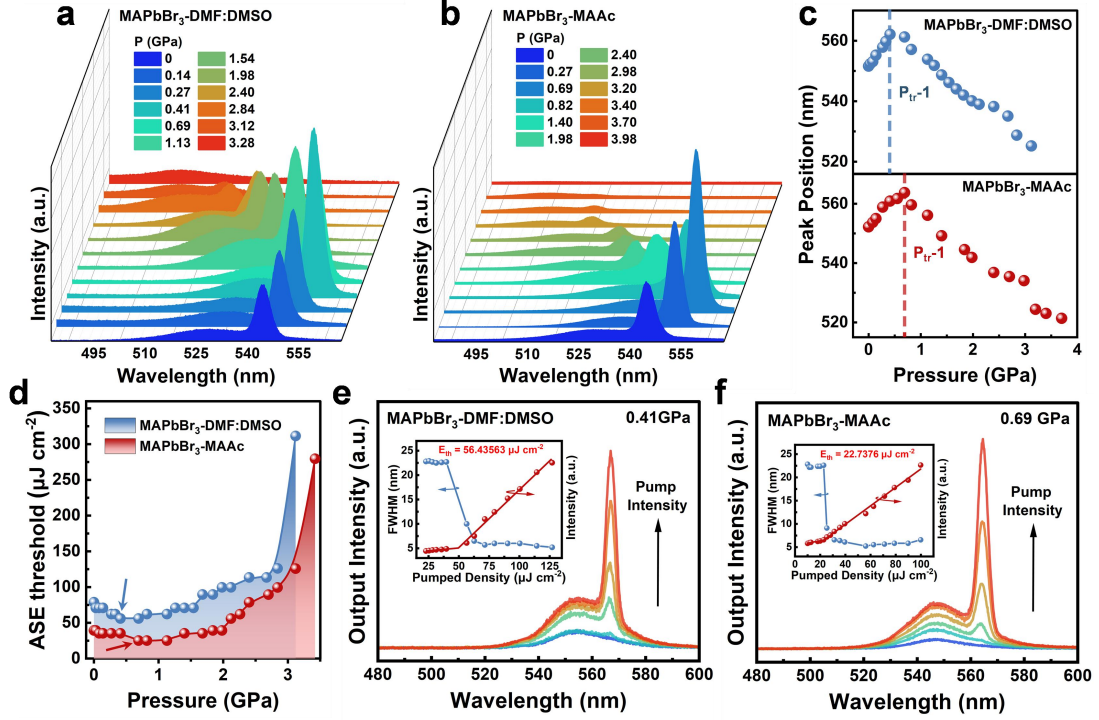 a
MAPbBr₃-DMF:DMSO
P (GPa)
0
0.14
0.27
0.41
0.69
1.13
1.54
1.98
2.40
2.84
3.12
3.28
Intensity (a.u.)
495 510 525 540 555
Wavelength (nm)
b
MAPbBr₃-MAAc
P (GPa)
0
0.27
0.69
0.82
1.40
1.98
2.40
2.98
3.20
3.40
3.70
3.98
Intensity (a.u.)
495 510 525 540 555
Wavelength (nm)
c
MAPbBr₃-DMF:DMSO
560
540
520
Pₜᵣ-1
MAPbBr₃-MAAc
560
540
520
Pₜᵣ-1
Peak Position (nm)
0 1 2 3 4
Pressure (GPa)
d
350
300
250
200
150
100
50
0
MAPbBr₃-DMF:DMSO
MAPbBr₃-MAAc
ASE threshold (μJ cm⁻²)
0 1 2 3
Pressure (GPa)
e
MAPbBr₃-DMF:DMSO
0.41GPa
Eₜₕ = 56.43563 μJ cm⁻²
25
20
15
10
5
FWHM (nm)
Intensity (a.u.)
25 50 75 100 125
Pumped Density (μJ cm⁻²)
Pump
Intensity
Output Intensity (a.u.)
480 500 520 540 560 580 600
Wavelength (nm)
f
MAPbBr₃-MAAc
0.69 GPa
Eₜₕ = 22.7376 μJ cm⁻²
25
20
15
10
5
FWHM (nm)
Intensity (a.u.)
0 20 40 60 80 100
Pumped Density (μJ cm⁻²)
Pump
Intensity
Output Intensity (a.u.)
480 500 520 540 560 580 600
Wavelength (nm)